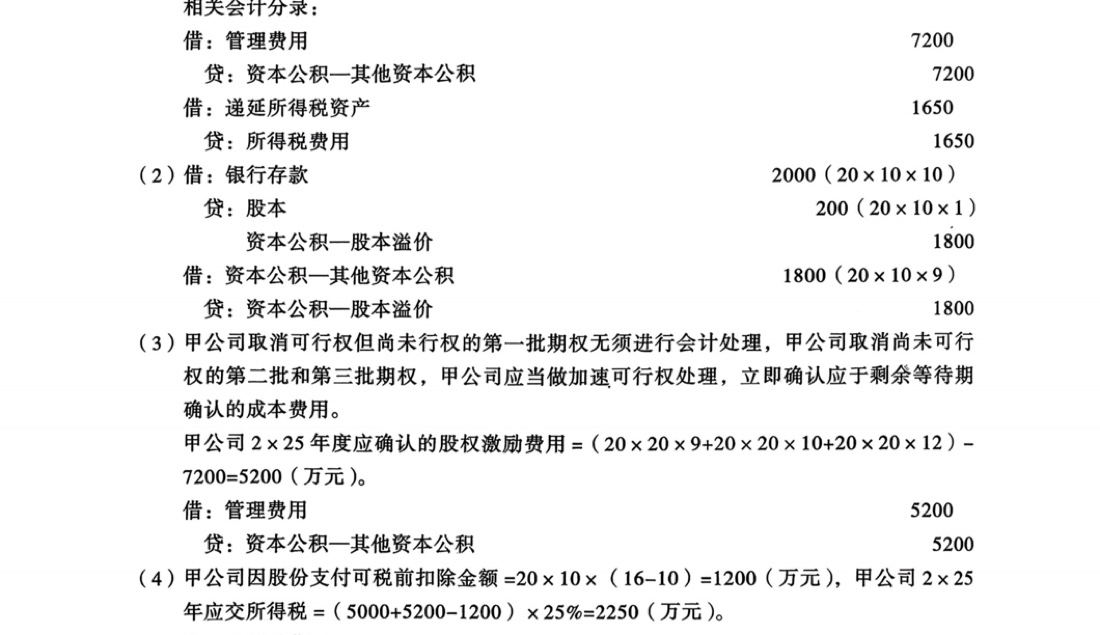 相关会计分录：
借：管理费用 7200
贷：资本公积—其他资本公积 7200
借：递延所得税资产 1650
贷：所得税费用 1650
（2）借：银行存款 2000（20×10×10）
贷：股本 200（20×10×1）
资本公积—股本溢价 1800
借：资本公积—其他资本公积 1800（20×10×9）
贷：资本公积—股本溢价 1800
（3）甲公司取消可行权但尚未行权的第一批期权无须进行会计处理，甲公司取消尚未可行
权的第二批和第三批期权，甲公司应当做加速可行权处理，立即确认应于剩余等待期
确认的成本费用。
甲公司 2×25 年度应确认的股权激励费用 =（20×20×9+20×20×10+20×20×12）-
7200=5200（万元）。
借：管理费用 5200
贷：资本公积—其他资本公积 5200
（4）甲公司因股份支付可税前扣除金额 =20×10×（16-10）=1200（万元），甲公司 2×25
年应交所得税 =（5000+5200-1200）×25%=2250（万元）。